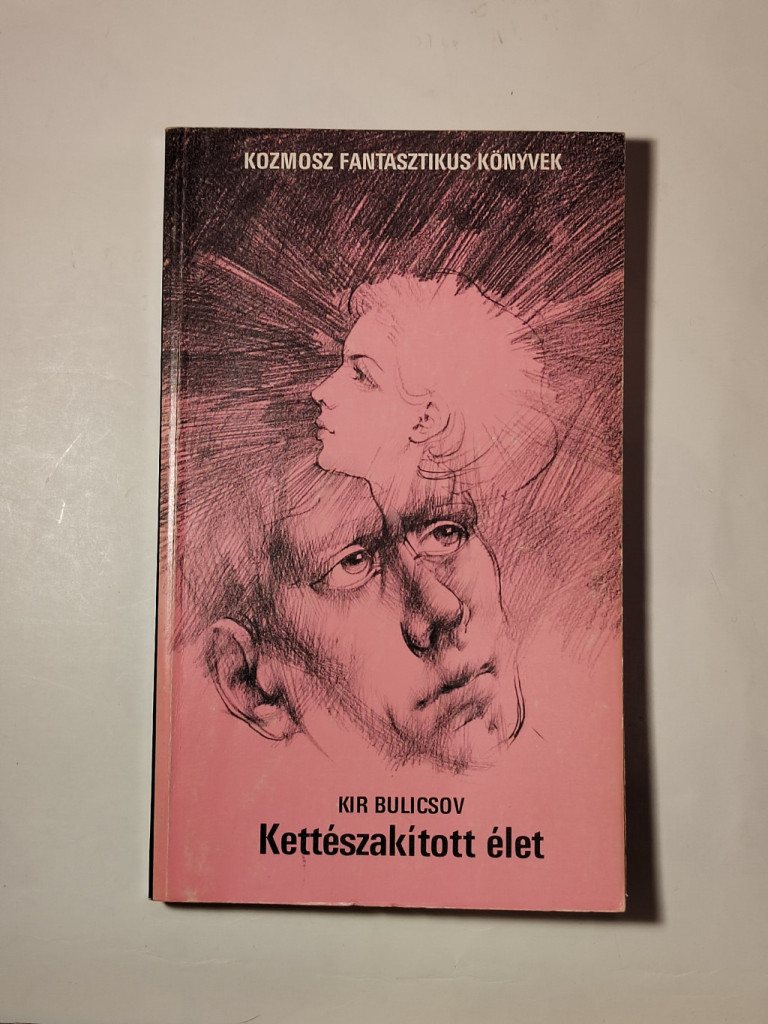 KOZMOSZ FANTASZTIKUS KÖNYVEK
KIR BULICSOV
Kettészakított élet